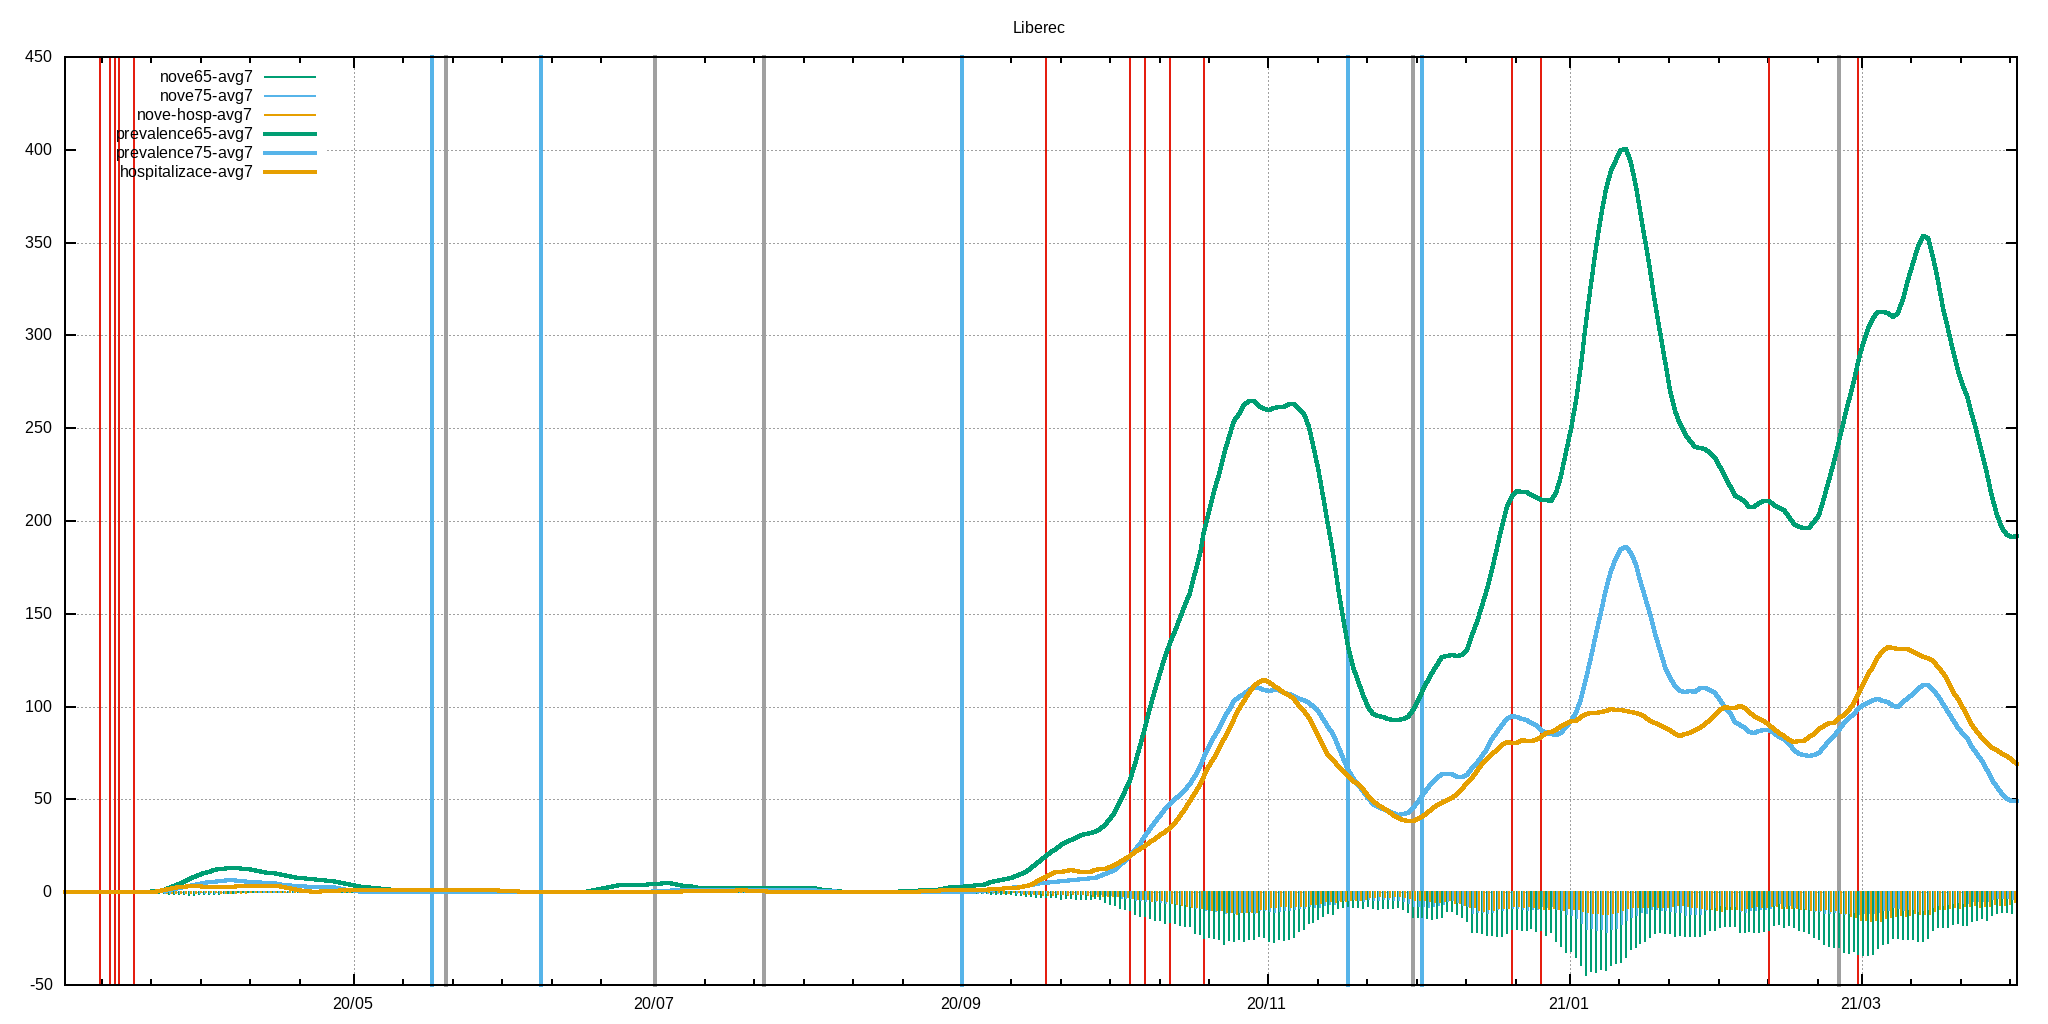 Liberec
450
400
350
300
250
200
150
100
50
0
-50
nove65-avg7
nove75-avg7
nove-hosp-avg7
prevalence65-avg7
prevalence75-avg7
hospitalizace-avg7
20/05
20/07
20/09
20/11
21/01
21/03